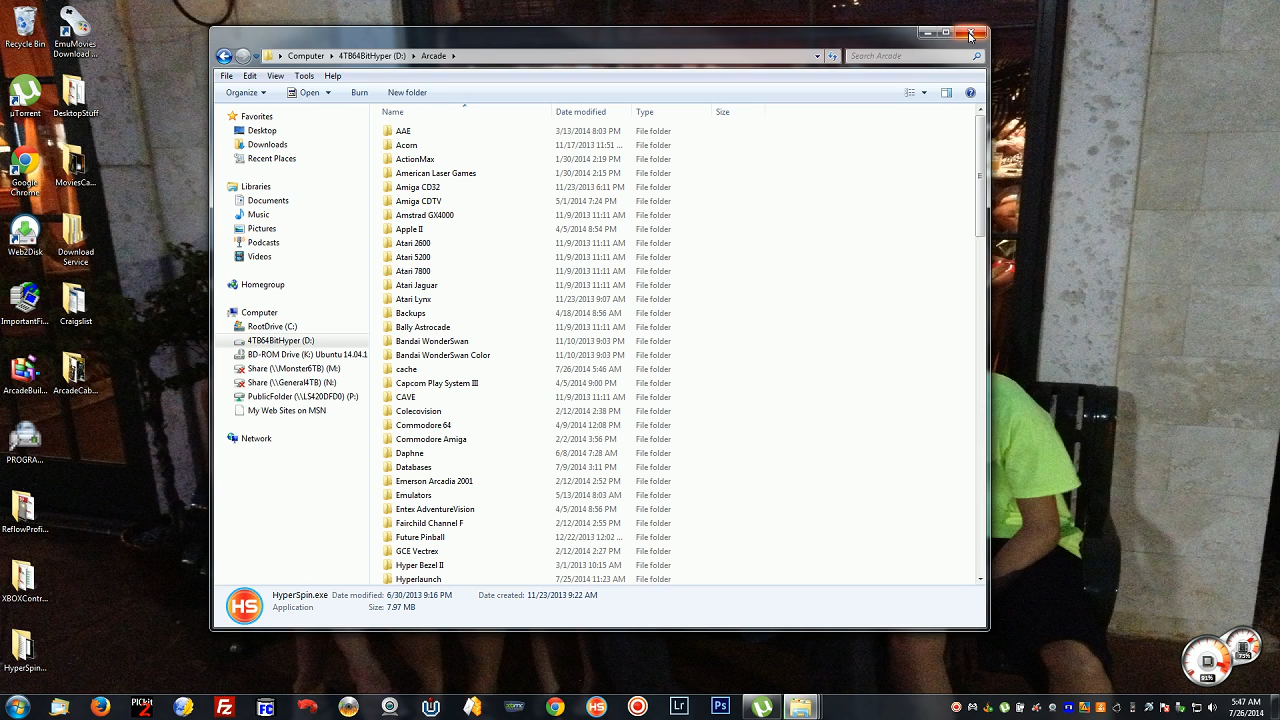 Recycle Bin
EmuMovies Download ...
µTorrent
DesktopStuff
Google Chrome
MoviesCa...
Web2Disk
Download Service
ImportantFi...
Craigslist
ArcadeBuil...
ArcadeCab...
PROGRA...
ReflowProfi...
XBOXContr...
HyperSpin...
Computer 4TB64BitHyper (D:) Arcade
Search Arcade
File Edit View Tools Help
Organize Open Burn New folder
Favorites
Desktop
Downloads
Recent Places
Libraries
Documents
Music
Pictures
Podcasts
Videos
Homegroup
Computer
RootDrive (C:)
4TB64BitHyper (D:)
BD-ROM Drive (K:) Ubuntu 14.04.1
Share (\\Monster6TB) (M:)
Share (\\General4TB) (N:)
PublicFolder (\\LS420DFD0) (P:)
My Web Sites on MSN
Network
Name Date modified Type Size
AAE 3/13/2014 8:03 PM File folder
Acorn 11/17/2013 11:51 ... File folder
ActionMax 1/30/2014 2:19 PM File folder
American Laser Games 1/30/2014 2:15 PM File folder
Amiga CD32 11/23/2013 6:11 PM File folder
Amiga CDTV 5/1/2014 7:24 PM File folder
Amstrad GX4000 11/9/2013 11:11 AM File folder
Apple II 4/5/2014 8:54 PM File folder
Atari 2600 11/9/2013 11:11 AM File folder
Atari 5200 11/9/2013 11:11 AM File folder
Atari 7800 11/9/2013 11:11 AM File folder
Atari Jaguar 11/9/2013 11:11 AM File folder
Atari Lynx 11/23/2013 9:07 AM File folder
Backups 4/18/2014 8:56 AM File folder
Bally Astrocade 11/9/2013 11:11 AM File folder
Bandai WonderSwan 11/10/2013 9:03 PM File folder
Bandai WonderSwan Color 11/10/2013 9:03 PM File folder
cache 7/26/2014 5:46 AM File folder
Capcom Play System III 4/5/2014 9:00 PM File folder
CAVE 11/9/2013 11:11 AM File folder
Colecovision 2/12/2014 2:38 PM File folder
Commodore 64 4/9/2014 12:08 PM File folder
Commodore Amiga 2/2/2014 3:56 PM File folder
Daphne 6/8/2014 7:28 AM File folder
Databases 7/9/2014 3:11 PM File folder
Emerson Arcadia 2001 2/12/2014 2:52 PM File folder
Emulators 5/13/2014 8:03 AM File folder
Entex AdventureVision 4/5/2014 8:56 PM File folder
Fairchild Channel F 2/12/2014 2:55 PM File folder
Future Pinball 12/22/2013 12:02 ... File folder
GCE Vectrex 2/12/2014 2:27 PM File folder
Hyper Bezel II 3/1/2013 10:15 AM File folder
Hyperlaunch 7/25/2014 11:23 AM File folder
HS
HyperSpin.exe Date modified: 6/30/2013 9:16 PM Date created: 11/23/2013 9:22 AM
Application Size: 7.97 MB
91%
75%
PICkit 2
Fz
FC
HS
Lr
Ps
5:47 AM
7/26/2014